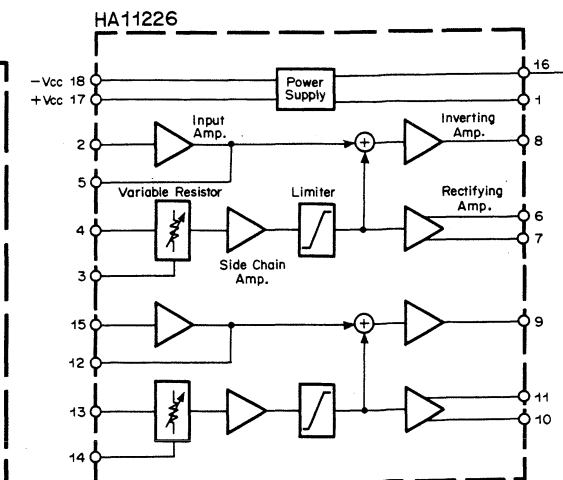 HA11226
−Vcc 18
Power Supply
16
+Vcc 17
1
Input Amp.
Inverting Amp.
2
+
8
5
Variable Resistor
Limiter
Rectifying Amp.
4
6
7
Side Chain Amp.
3
15
+
9
12
13
11
10
14